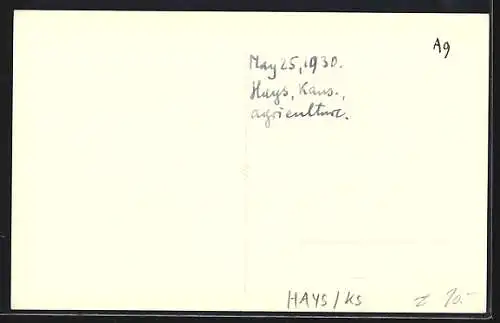 A9
May 25, 1930.
Hays, Kans.,
agriculture.
HAYS/KS